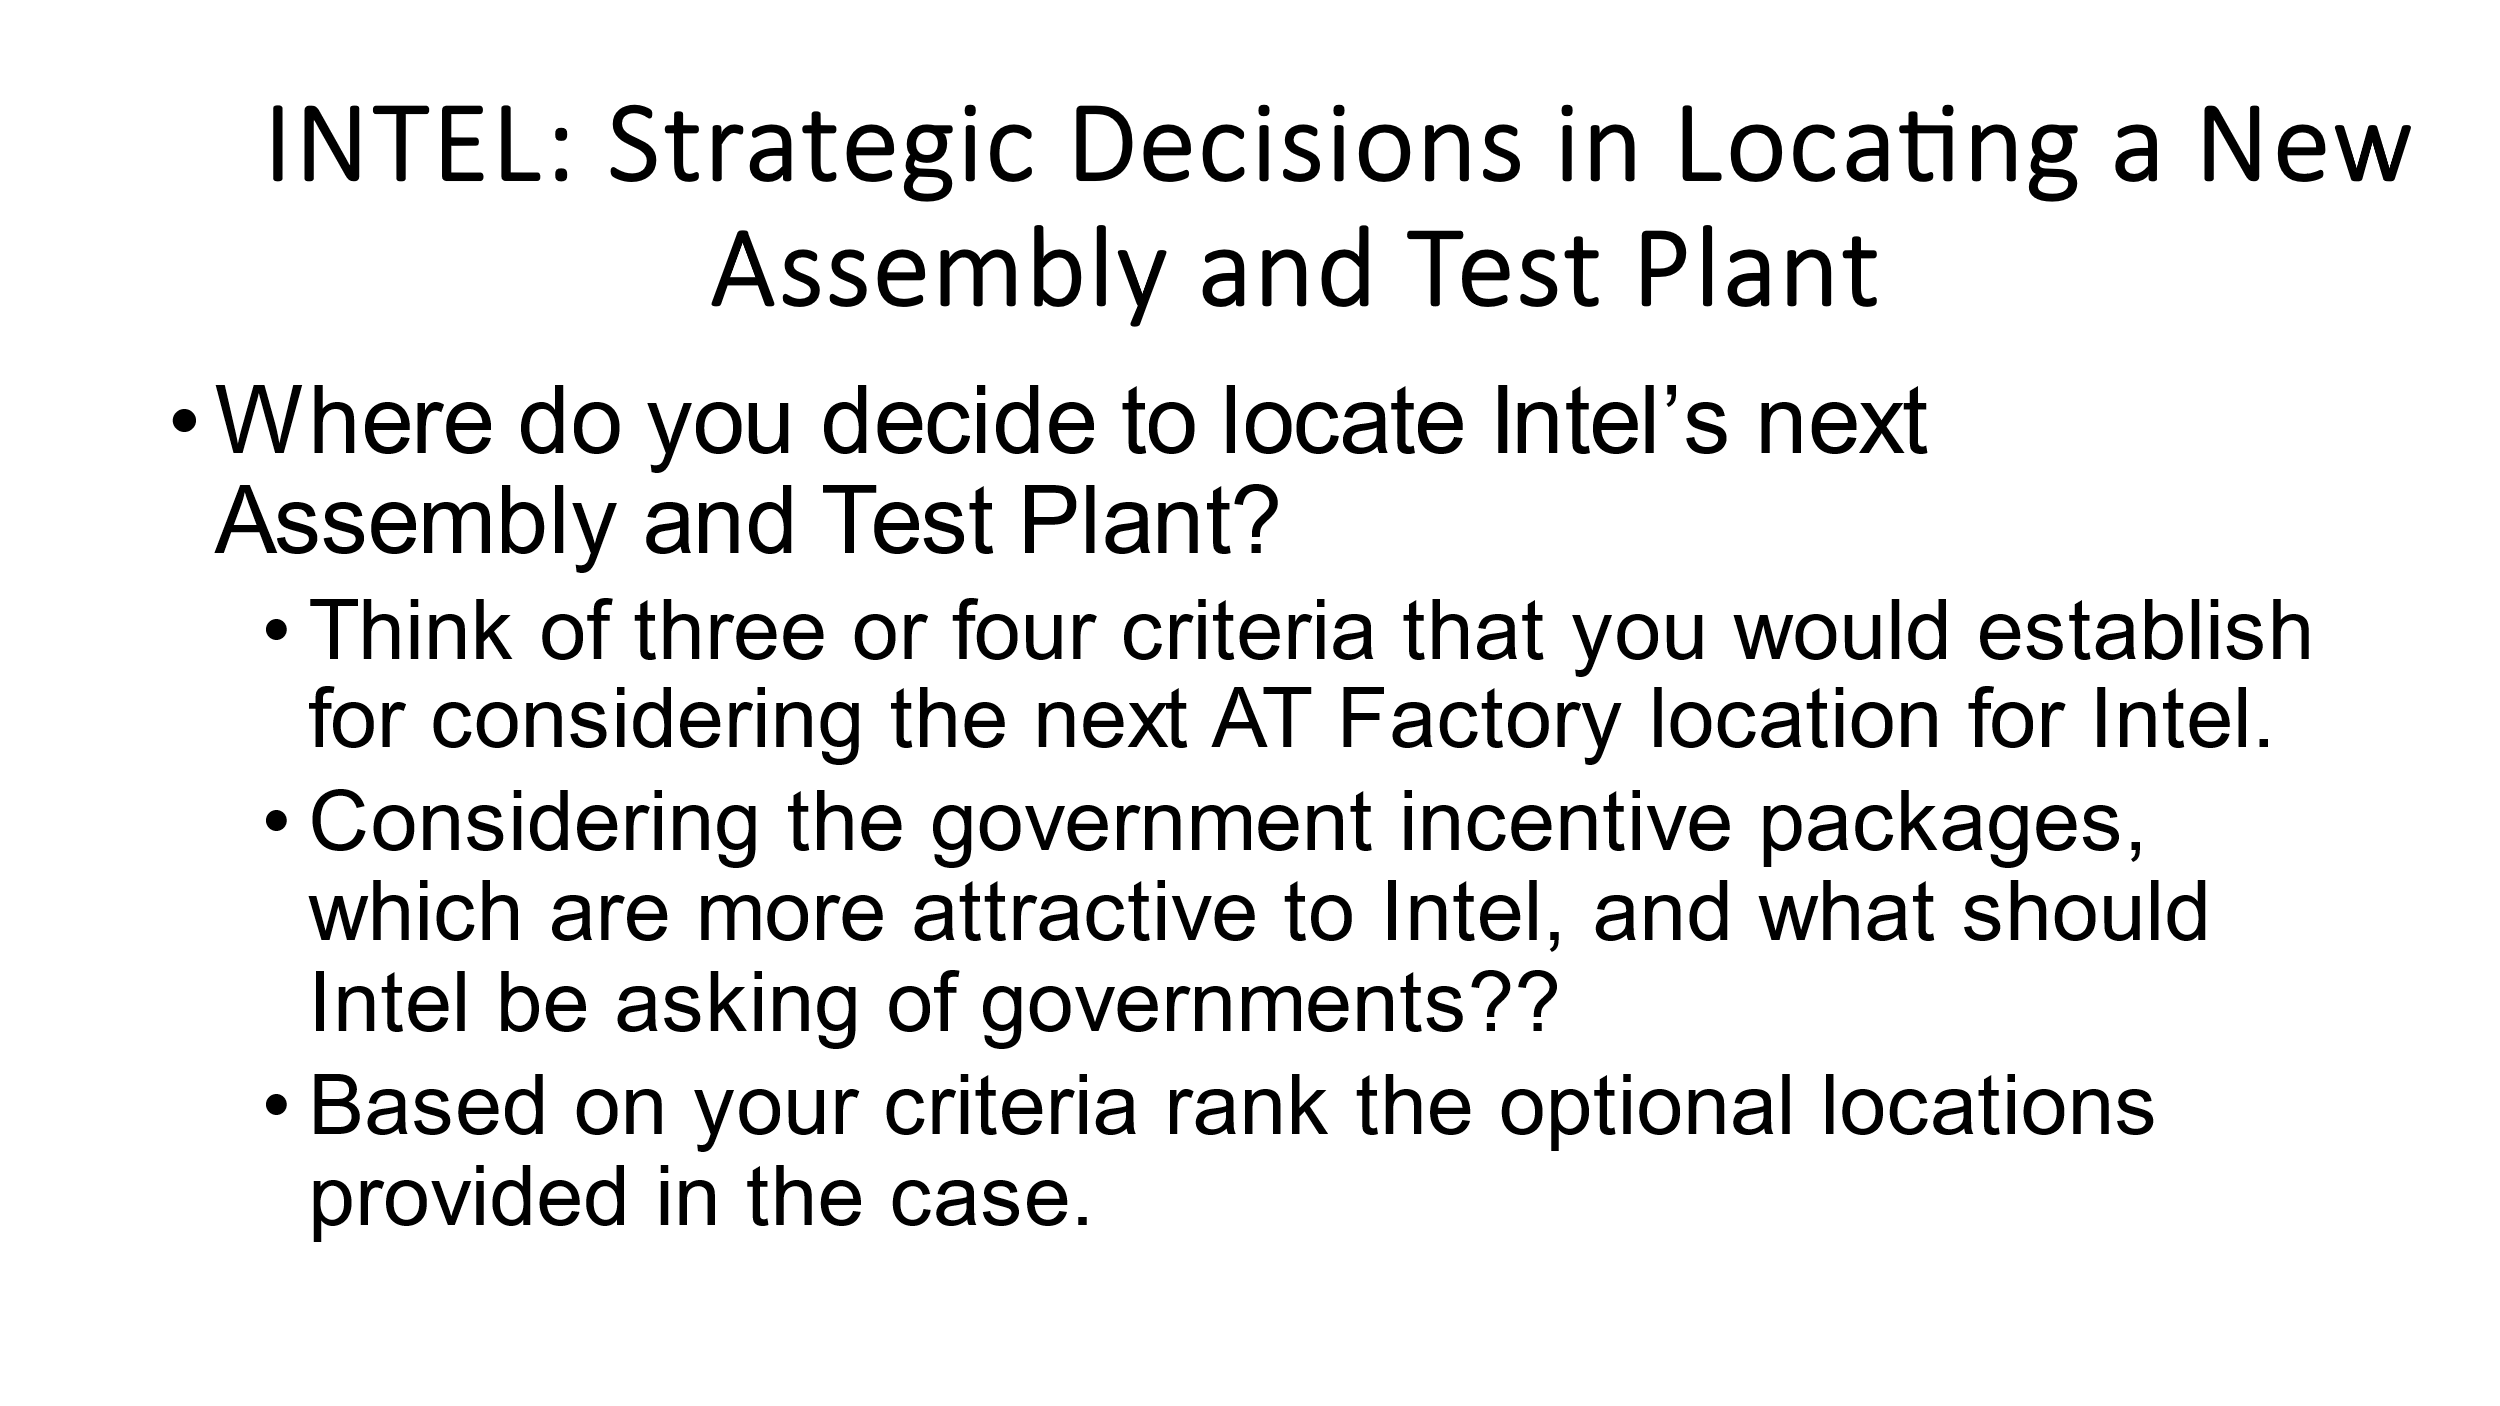 INTEL: Strategic Decisions in Locating a New
Assembly and Test Plant
• Where do you decide to locate Intel’s next
Assembly and Test Plant?
• Think of three or four criteria that you would establish
for considering the next AT Factory location for Intel.
• Considering the government incentive packages,
which are more attractive to Intel, and what should
Intel be asking of governments??
• Based on your criteria rank the optional locations
provided in the case.